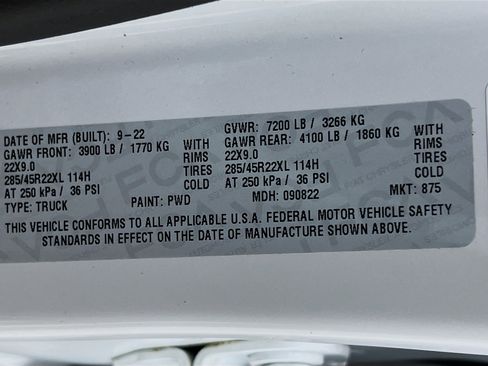 DATE OF MFR (BUILT): 9-22 GVWR: 7200 LB / 3266 KG
GAWR FRONT: 3900 LB / 1770 KG WITH GAWR REAR: 4100 LB / 1860 KG WITH
22X9.0 RIMS 22X9.0 RIMS
285/45R22XL 114H TIRES 285/45R22XL 114H TIRES
AT 250 kPa / 36 PSI COLD AT 250 kPa / 36 PSI COLD
TYPE: TRUCK PAINT: PWD MDH: 090822 MKT: 875
THIS VEHICLE CONFORMS TO ALL APPLICABLE U.S.A. FEDERAL MOTOR VEHICLE SAFETY
STANDARDS IN EFFECT ON THE DATE OF MANUFACTURE SHOWN ABOVE.